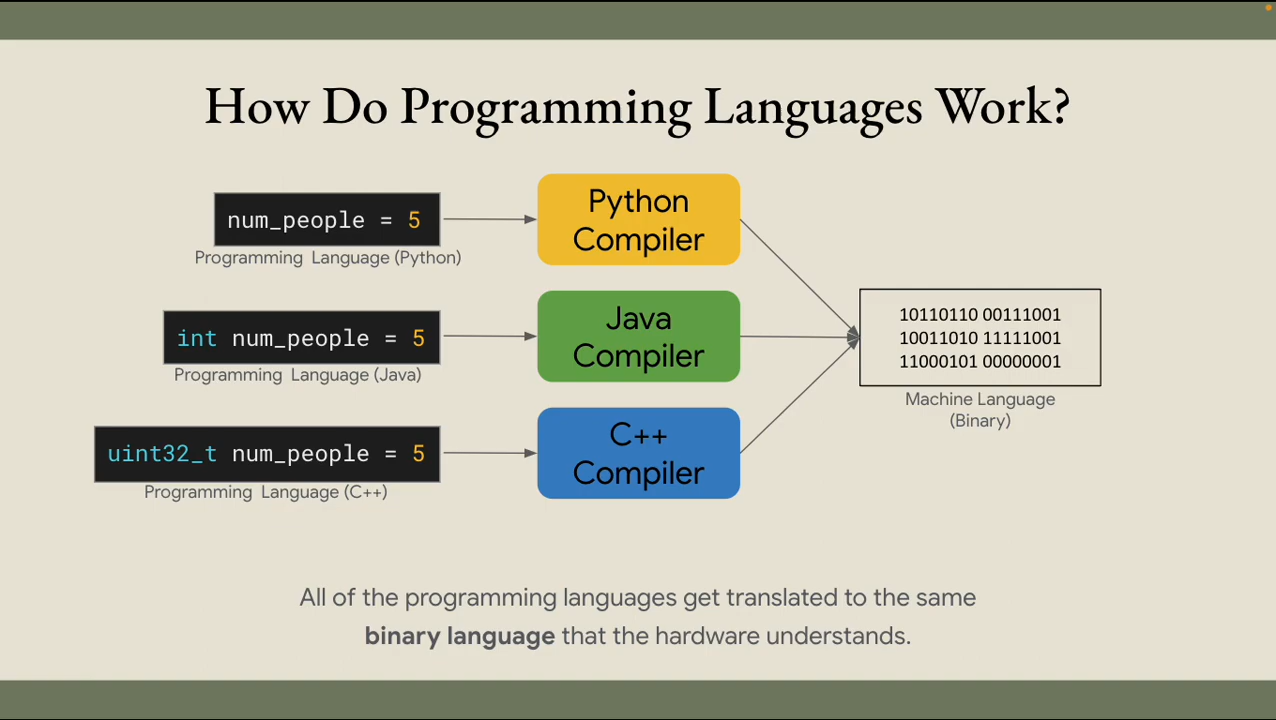 How Do Programming Languages Work?
num_people = 5
Programming Language (Python)
Python
Compiler
int num_people = 5
Programming Language (Java)
Java
Compiler
uint32_t num_people = 5
Programming Language (C++)
C++
Compiler
10110110 00111001
10011010 11111001
11000101 00000001
Machine Language
(Binary)
All of the programming languages get translated to the same
binary language that the hardware understands.